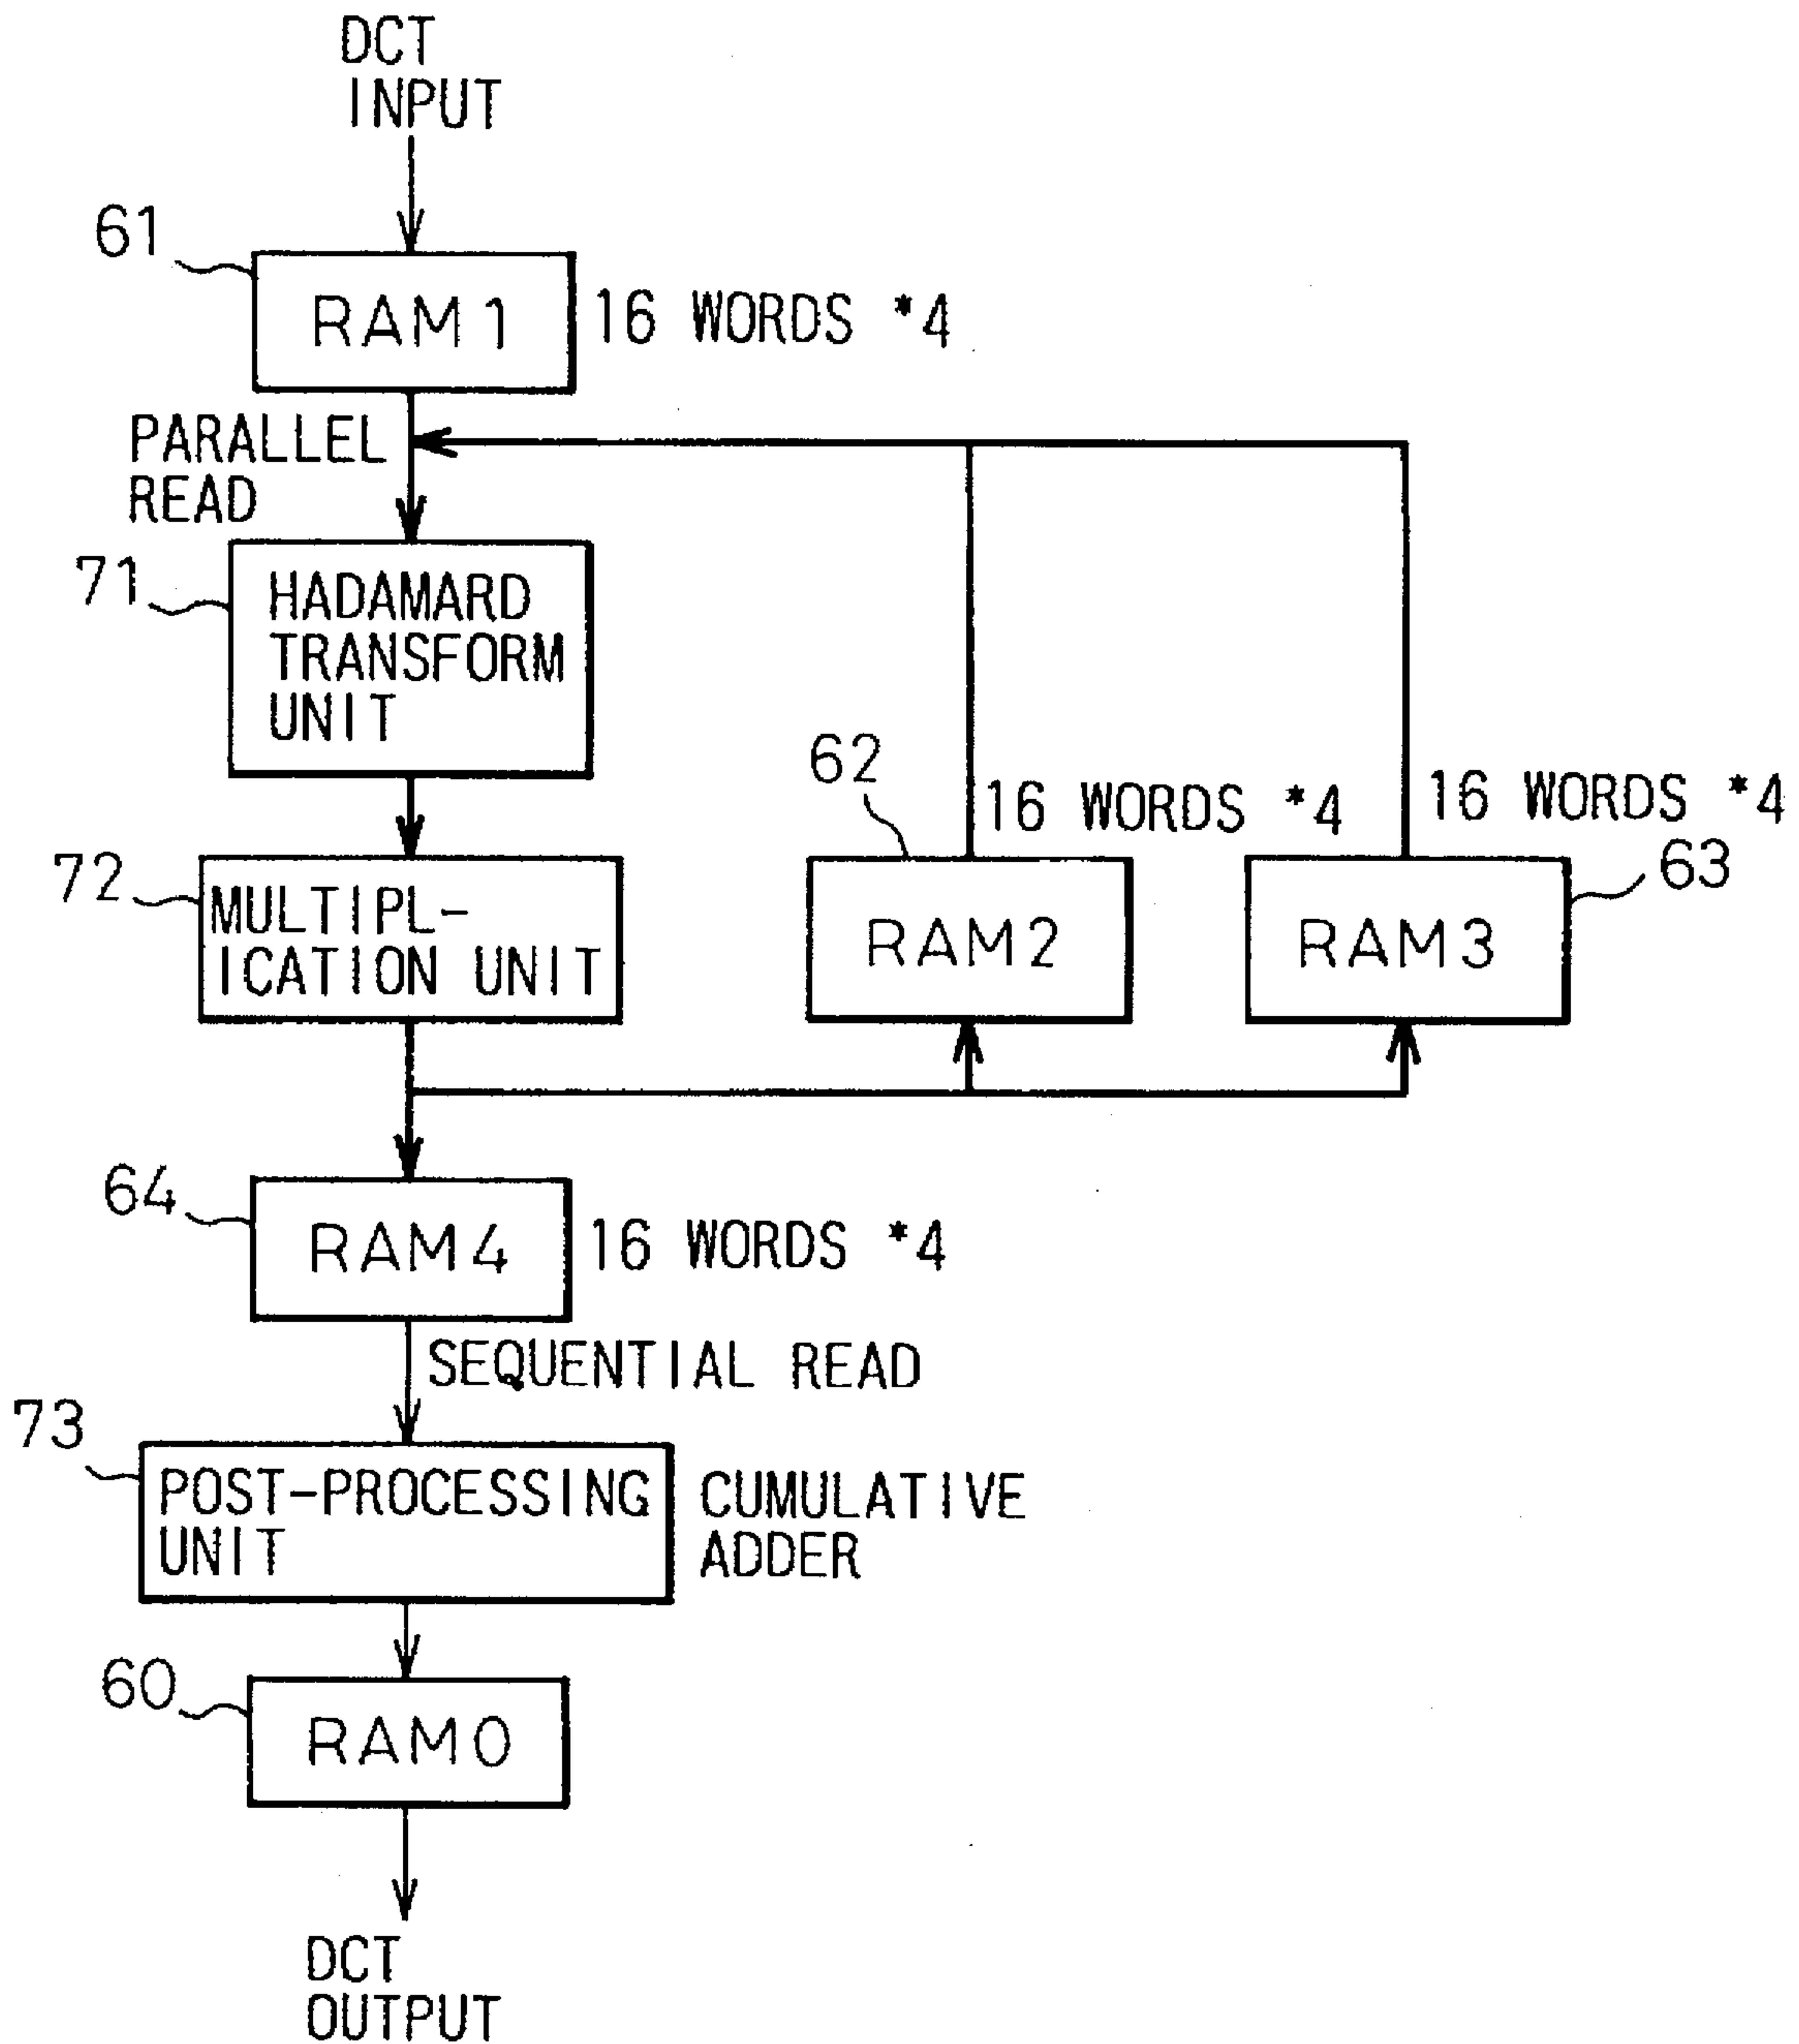 DCT
INPUT
61
RAM1
16 WORDS *4
PARALLEL
READ
71
HADAMARD
TRANSFORM
UNIT
62
16 WORDS *4
16 WORDS *4
72
MULTIPL-
ICATION UNIT
RAM2
RAM3
63
64
RAM4
16 WORDS *4
SEQUENTIAL READ
73
POST-PROCESSING
UNIT
CUMULATIVE
ADDER
60
RAM0
DCT
OUTPUT